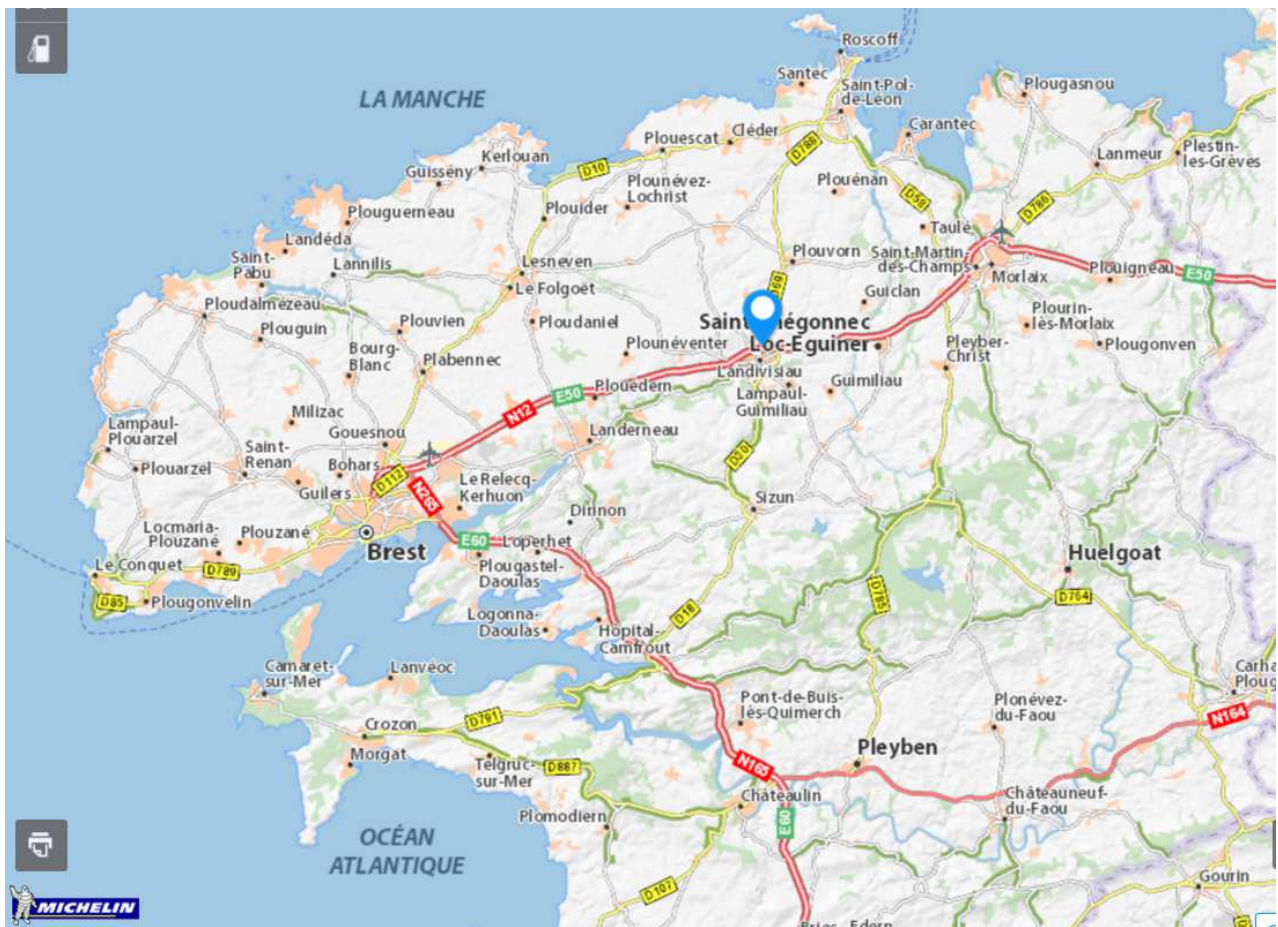 Roscoff
Santec
Saint-Pol-
de-Léon
Plougasnou
LA MANCHE
Carantec
Plouescat
Cléder
D788
Plestin-
les-Grèves
Lanmeur
Kerlouan
Guissény
D10
Plounévez-
Lochrist
Plouénan
D58
D786
Plouguerneau
Plouider
Taulé
Landéda
Saint-
Pabu
Lannilis
Lesneven
Plouvorn
Saint-Martin
des-Champs
Morlaix
Plouigneau
E50
Le Folgoët
D69
Guiclan
Ploudalmézeau
Plouguin
Plouvien
Ploudaniel
Saint
hégonnec
Loc-Eguiner
Plourin-
lès-Morlaix
Plougonven
Bourg-
Blanc
Plabennec
Plounéventer
Pleyber-
Christ
Landivisiau
Guimiliau
Lampaul-
Guimiliau
Plouédern
E50
N12
Milizac
Lampaul-
Plouarzel
Gouesnou
Landerneau
Saint-
Renan
Bohars
D30
Plouarzel
Guilers
D112
N265
Le Relecq-
Kerhuon
Sizun
Dirinon
Locmaria-
Plouzané
Plouzané
Brest
E60
Loperhet
Huelgoat
Le Conquet
D789
Plougastel-
Daoulas
D85
Plougonvelin
D785
D764
Logonna-
Daoulas
D18
Hopital-
Camfrout
Camaret-
sur-Mer
Lanvéoc
Carha
Ploug
Pont-de-Buis-
lès-Quimerch
Plonévez-
du-Faou
D791
N164
Crozon
Morgat
Telgruc-
sur-Mer
D887
N165
Pleyben
Châteaulin
Châteauneuf-
du-Faou
Plomodiern
E60
OCÉAN
ATLANTIQUE
D107
Gourin
MICHELIN